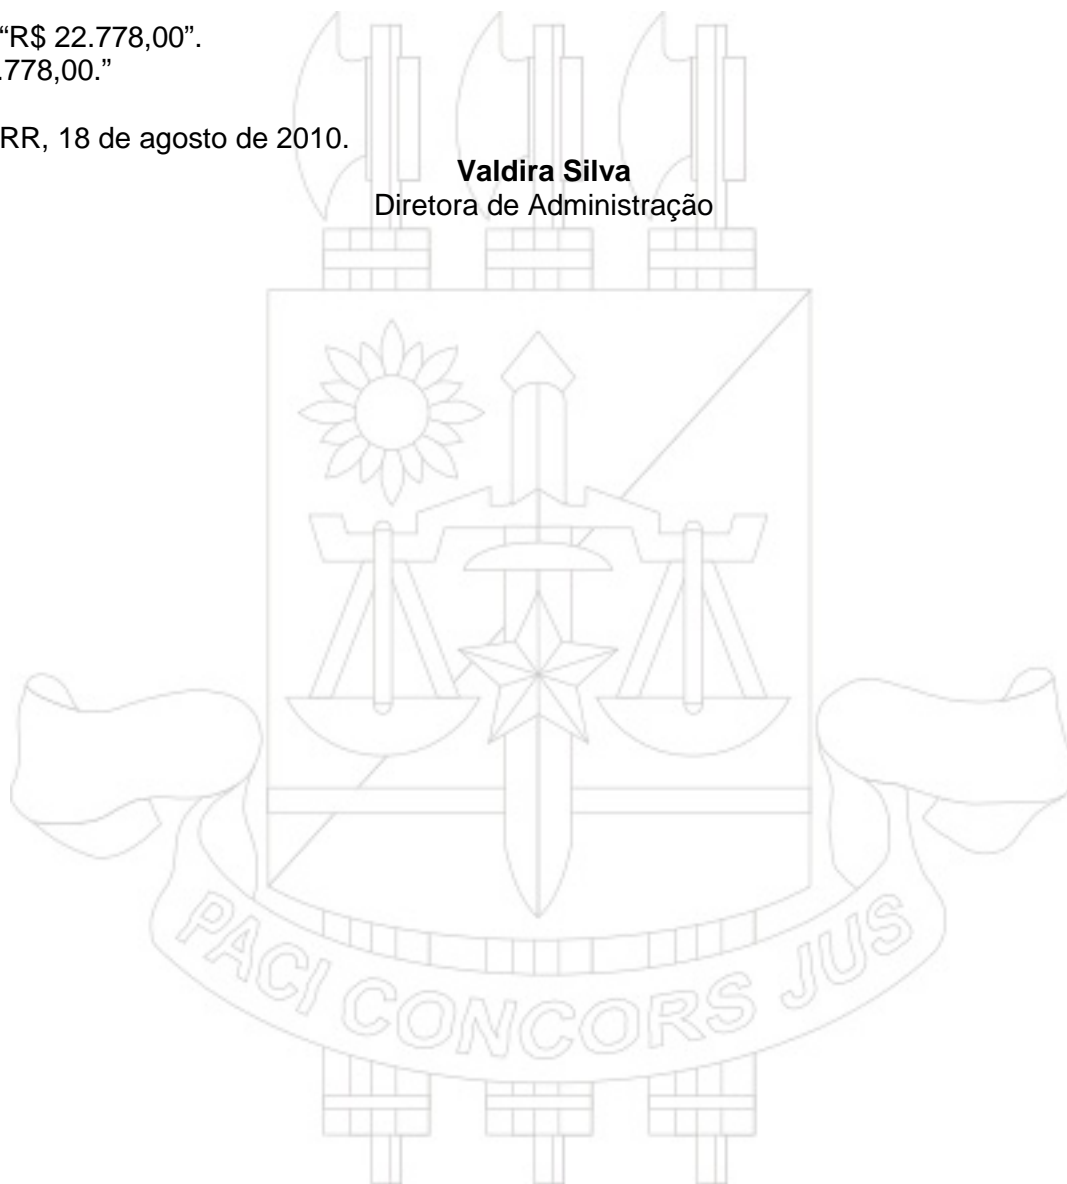 “R$ 22.778,00”.
.778,00.”
RR, 18 de agosto de 2010.
Valdira Silva
Diretora de Administração
PACI CONCORS JUS